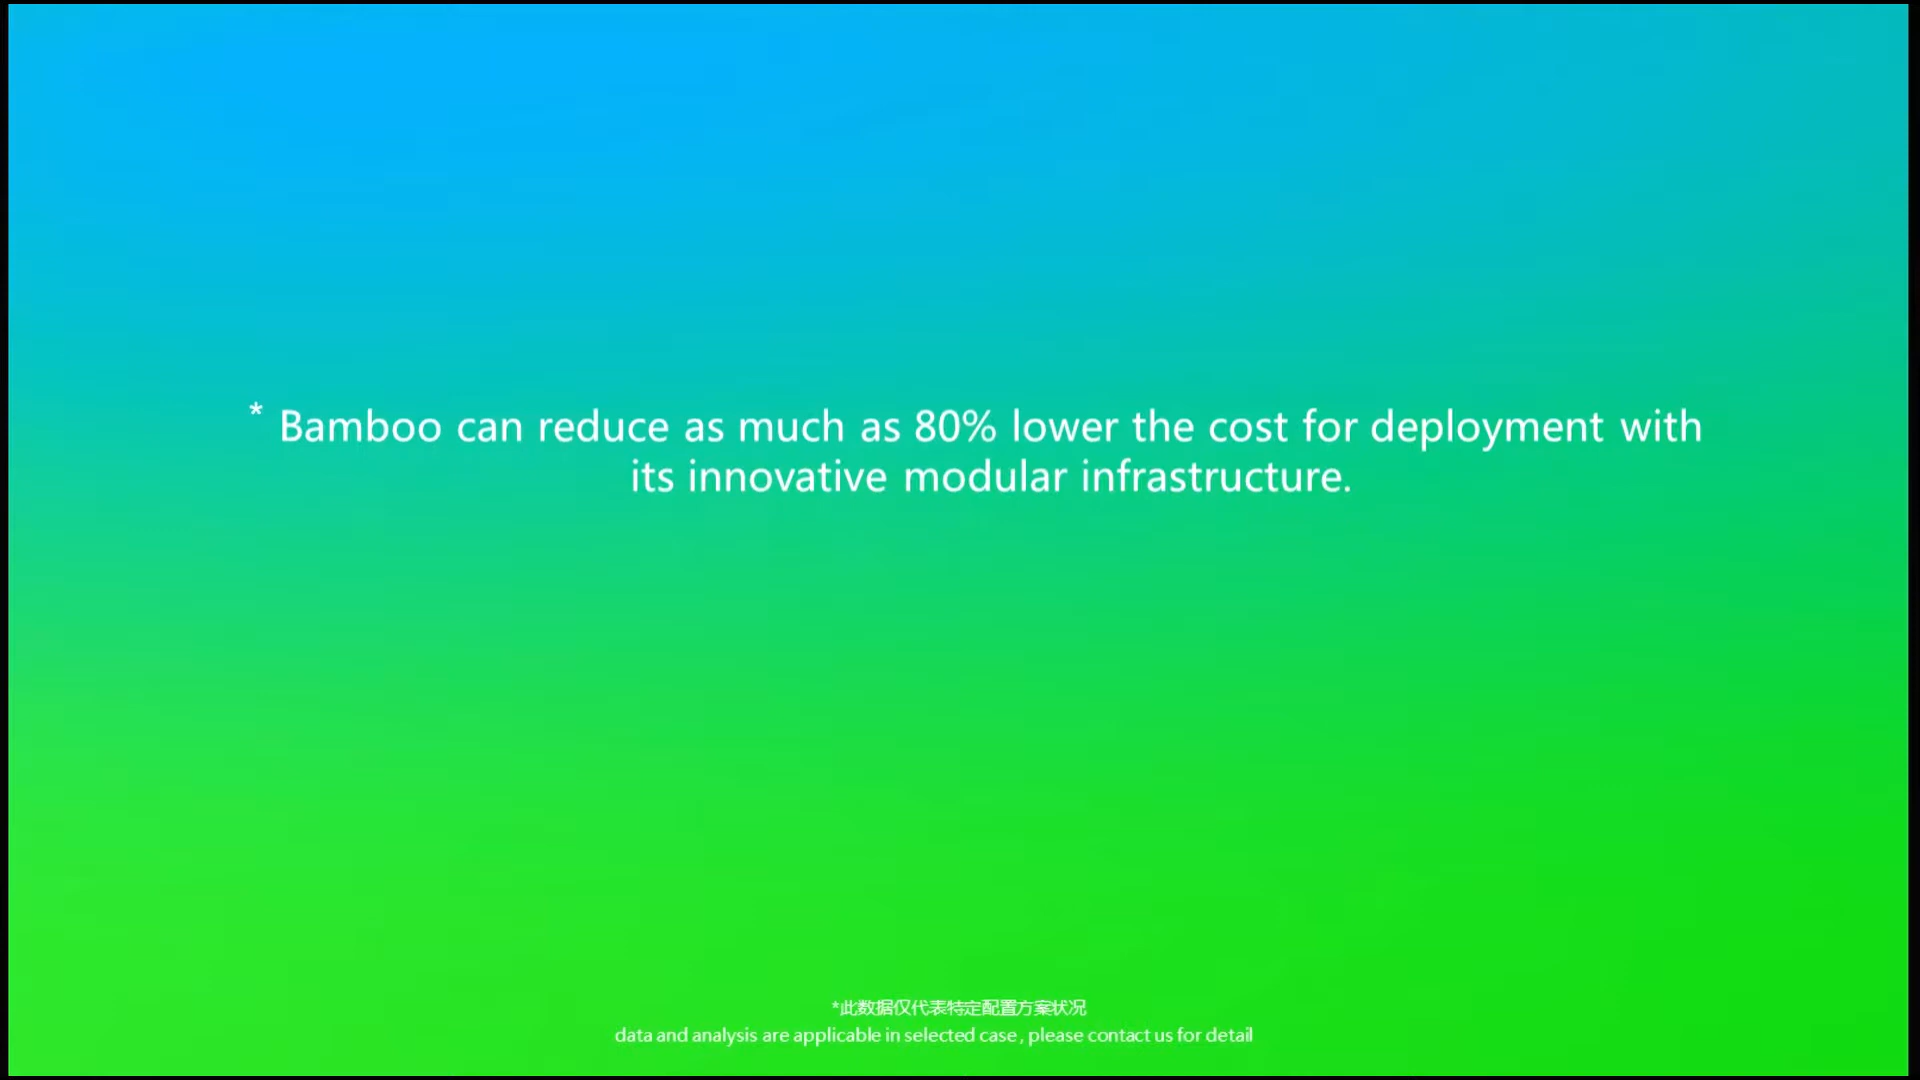 * Bamboo can reduce as much as 80% lower the cost for deployment with
its innovative modular infrastructure.
*此数据仅代表特定配置方案状况
data and analysis are applicable in selected case, please contact us for detail